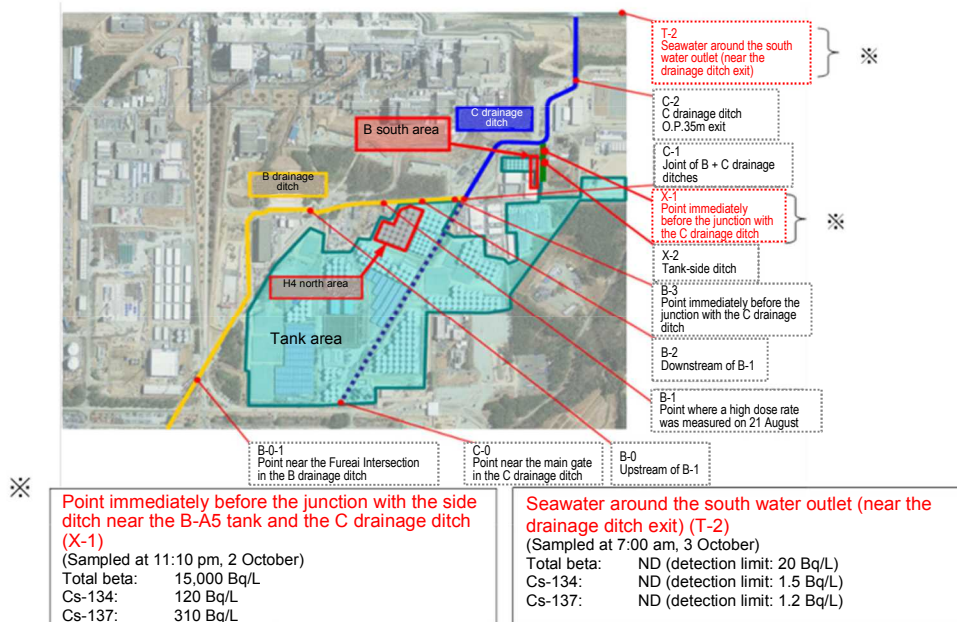 T-2
Seawater around the south
water outlet (near the
drainage ditch exit)
※
C-2
C drainage ditch
O.P.35m exit
C drainage
ditch
B south area
C-1
Joint of B + C drainage
ditches
B drainage
ditch
X-1
Point immediately
before the junction with
the C drainage ditch
※
X-2
Tank-side ditch
H4 north area
B-3
Point immediately before the
junction with the C drainage
ditch
Tank area
B-2
Downstream of B-1
B-1
Point where a high dose rate
was measured on 21 August
B-0-1
Point near the Fureai Intersection
in the B drainage ditch
C-0
Point near the main gate
in the C drainage ditch
B-0
Upstream of B-1
※
Point immediately before the junction with the side
ditch near the B-A5 tank and the C drainage ditch
(X-1)
(Sampled at 11:10 pm, 2 October)
Total beta: 15,000 Bq/L
Cs-134: 120 Bq/L
Cs-137: 310 Bq/L
Seawater around the south water outlet (near the
drainage ditch exit) (T-2)
(Sampled at 7:00 am, 3 October)
Total beta: ND (detection limit: 20 Bq/L)
Cs-134: ND (detection limit: 1.5 Bq/L)
Cs-137: ND (detection limit: 1.2 Bq/L)